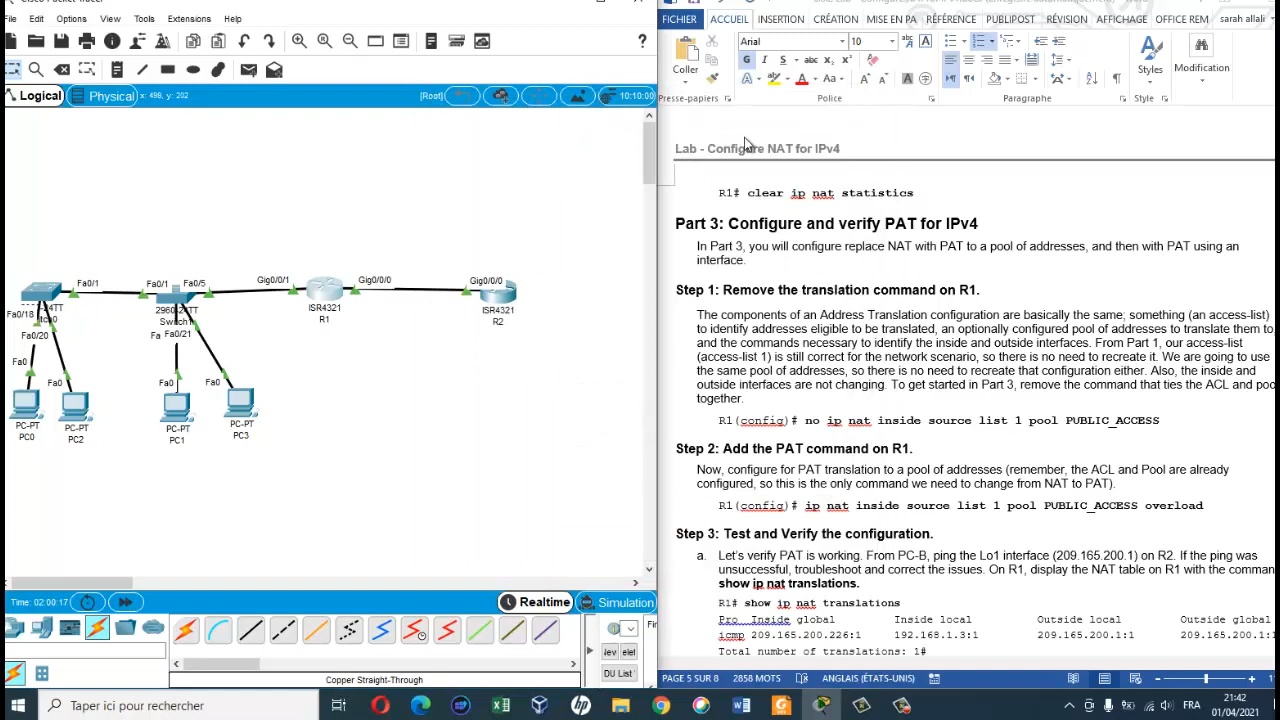 File Edit Options View Tools Extensions Help
Logical
Physical
x: 498, y: 202
[Root]
10:10:00
Fa0/1
Fa0/1
Fa0/5
Gig0/0/1
Gig0/0/0
Gig0/0/0
ISR4321
R1
ISR4321
R2
Fa0/18
Fa0/20
Fa0/21
Fa0
Fa0
Fa0
Fa0
PC-PT
PC0
PC-PT
PC2
PC-PT
PC1
PC-PT
PC3
Time: 02:00:17
Realtime
Simulation
Copper Straight-Through
FICHIER ACCUEIL INSERTION CRÉATION MISE EN PA RÉFÉRENCE PUBLIPOST RÉVISION AFFICHAGE OFFICE REM sarah allali
Arial 10
Coller
Styles
Modification
Presse-papiers Police Paragraphe Style
Lab - Configure NAT for IPv4
R1# clear ip nat statistics
Part 3: Configure and verify PAT for IPv4
In Part 3, you will configure replace NAT with PAT to a pool of addresses, and then with PAT using an
interface.
Step 1: Remove the translation command on R1.
The components of an Address Translation configuration are basically the same; something (an access-list)
to identify addresses eligible to be translated, an optionally configured pool of addresses to translate them to
and the commands necessary to identify the inside and outside interfaces. From Part 1, our access-list
(access-list 1) is still correct for the network scenario, so there is no need to recreate it. We are going to use
the same pool of addresses, so there is no need to recreate that configuration either. Also, the inside and
outside interfaces are not changing. To get started in Part 3, remove the command that ties the ACL and poo
together.
R1(config)# no ip nat inside source list 1 pool PUBLIC_ACCESS
Step 2: Add the PAT command on R1.
Now, configure for PAT translation to a pool of addresses (remember, the ACL and Pool are already
configured, so this is the only command we need to change from NAT to PAT).
R1(config)# ip nat inside source list 1 pool PUBLIC_ACCESS overload
Step 3: Test and Verify the configuration.
a. Let's verify PAT is working. From PC-B, ping the Lo1 interface (209.165.200.1) on R2. If the ping was
unsuccessful, troubleshoot and correct the issues. On R1, display the NAT table on R1 with the comman
show ip nat translations.
R1# show ip nat translations
Pro Inside global Inside local Outside local Outside global
icmp 209.165.200.226:1 192.168.1.3:1 209.165.200.1:1 209.165.200.1:
Total number of translations: 1#
PAGE 5 SUR 8 2858 MOTS ANGLAIS (ÉTATS-UNIS)
Taper ici pour rechercher
FRA
21:42
01/04/2021